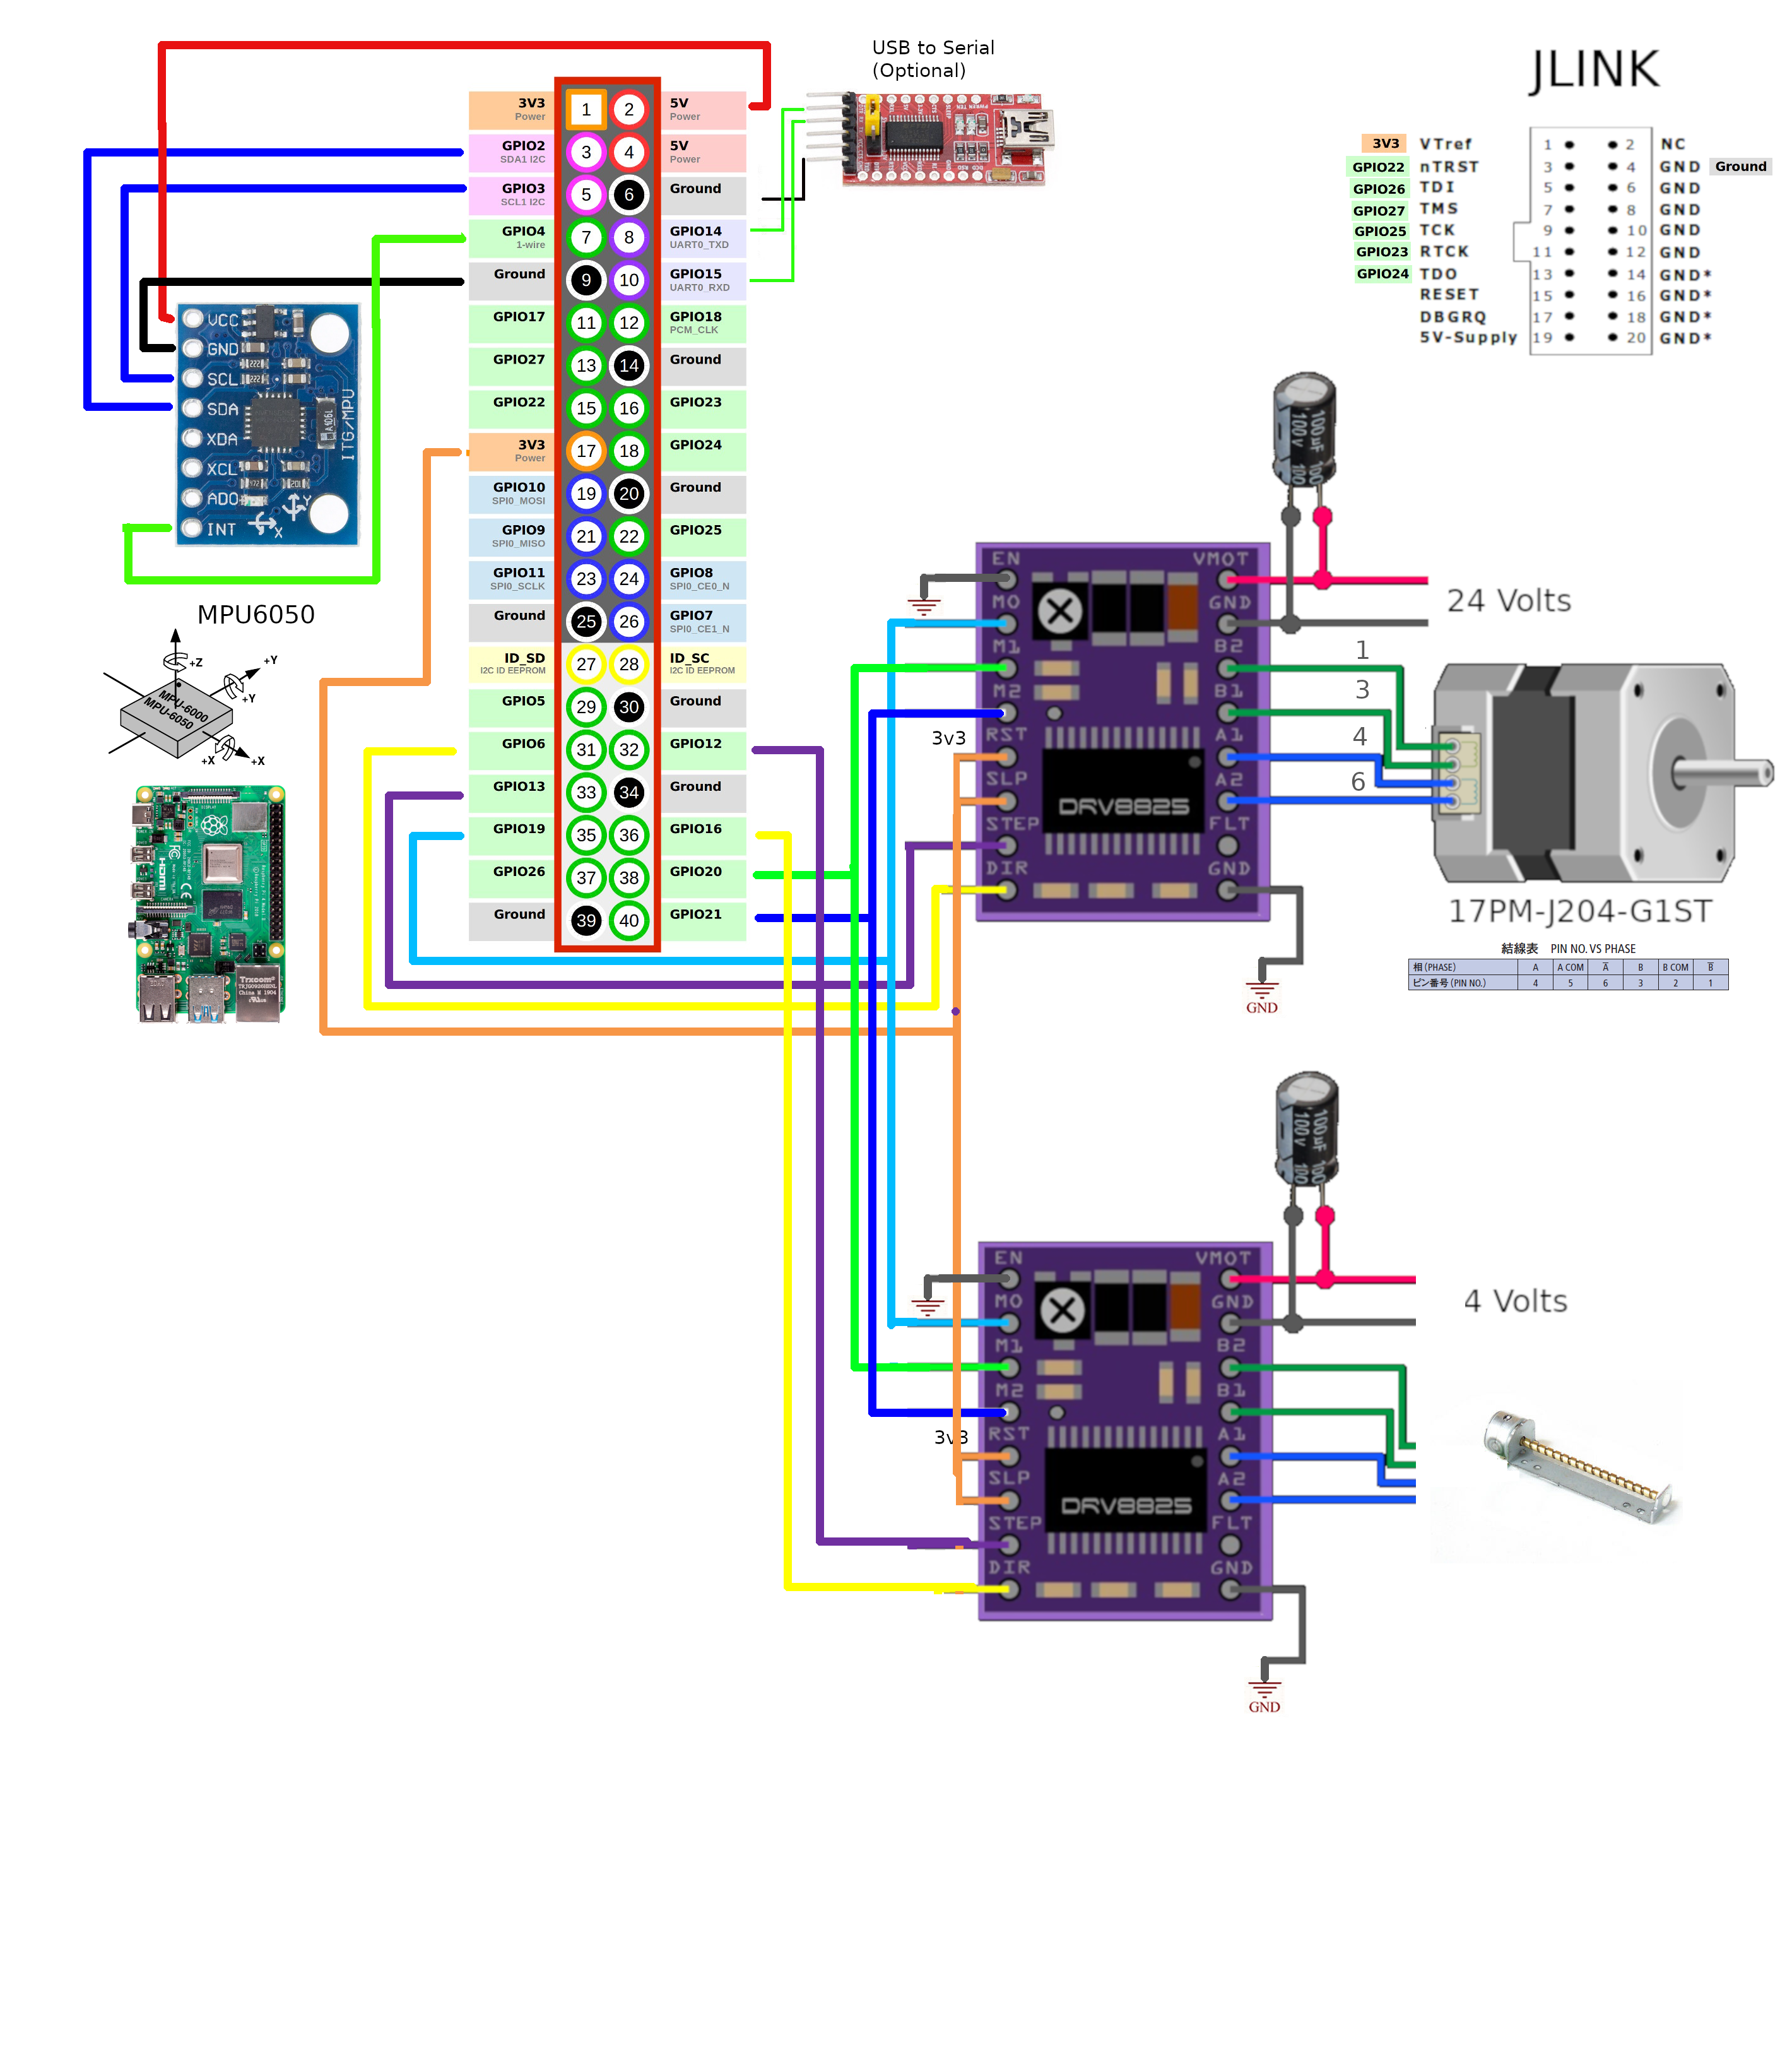 USB to Serial
(Optional)
JLINK
3V3
Power
1
2
5V
Power
GPIO2
SDA1 I2C
3
4
5V
Power
GPIO3
SCL1 I2C
5
6
Ground
GPIO4
1-wire
7
8
GPIO14
UART0_TXD
Ground
9
10
GPIO15
UART0_RXD
GPIO17
11
12
GPIO18
PCM_CLK
GPIO27
13
14
Ground
GPIO22
15
16
GPIO23
3V3
Power
17
18
GPIO24
GPIO10
SPI0_MOSI
19
20
Ground
GPIO9
SPI0_MISO
21
22
GPIO25
GPIO11
SPI0_SCLK
23
24
GPIO8
SPI0_CE0_N
Ground
25
26
GPIO7
SPI0_CE1_N
ID_SD
I2C ID EEPROM
27
28
ID_SC
I2C ID EEPROM
GPIO5
29
30
Ground
GPIO6
31
32
GPIO12
GPIO13
33
34
Ground
GPIO19
35
36
GPIO16
GPIO26
37
38
GPIO20
Ground
39
40
GPIO21
3V3 VTref 1 2 NC
GPIO22 nTRST 3 4 GND Ground
GPIO26 TDI 5 6 GND
GPIO27 TMS 7 8 GND
GPIO25 TCK 9 10 GND
GPIO23 RTCK 11 12 GND
GPIO24 TDO 13 14 GND*
RESET 15 16 GND*
DBGRQ 17 18 GND*
5V-Supply 19 20 GND*
VCC
GND
SCL
SDA
XDA
XCL
ADO
INT
ITG/MPU
Y
X
MPU6050
+Z
+Y
+Y
MPU-6000
MPU-6050
+X
+X
HDMI
FC
CE
Trxcom
China M 1904
100µF
100v
EN
M0
M1
M2
RST
SLP
STEP
DIR
VMOT
GND
B2
B1
A1
A2
FLT
GND
DRV8825
3v3
24 Volts
1
3
4
6
GND
17PM-J204-G1ST
結線表 PIN NO. VS PHASE
相(PHASE) A A COM A̅ B B COM B̅
ピン番号(PIN NO.) 4 5 6 3 2 1
100µF
100v
EN
M0
M1
M2
RST
SLP
STEP
DIR
VMOT
GND
B2
B1
A1
A2
FLT
GND
DRV8825
3v3
4 Volts
GND